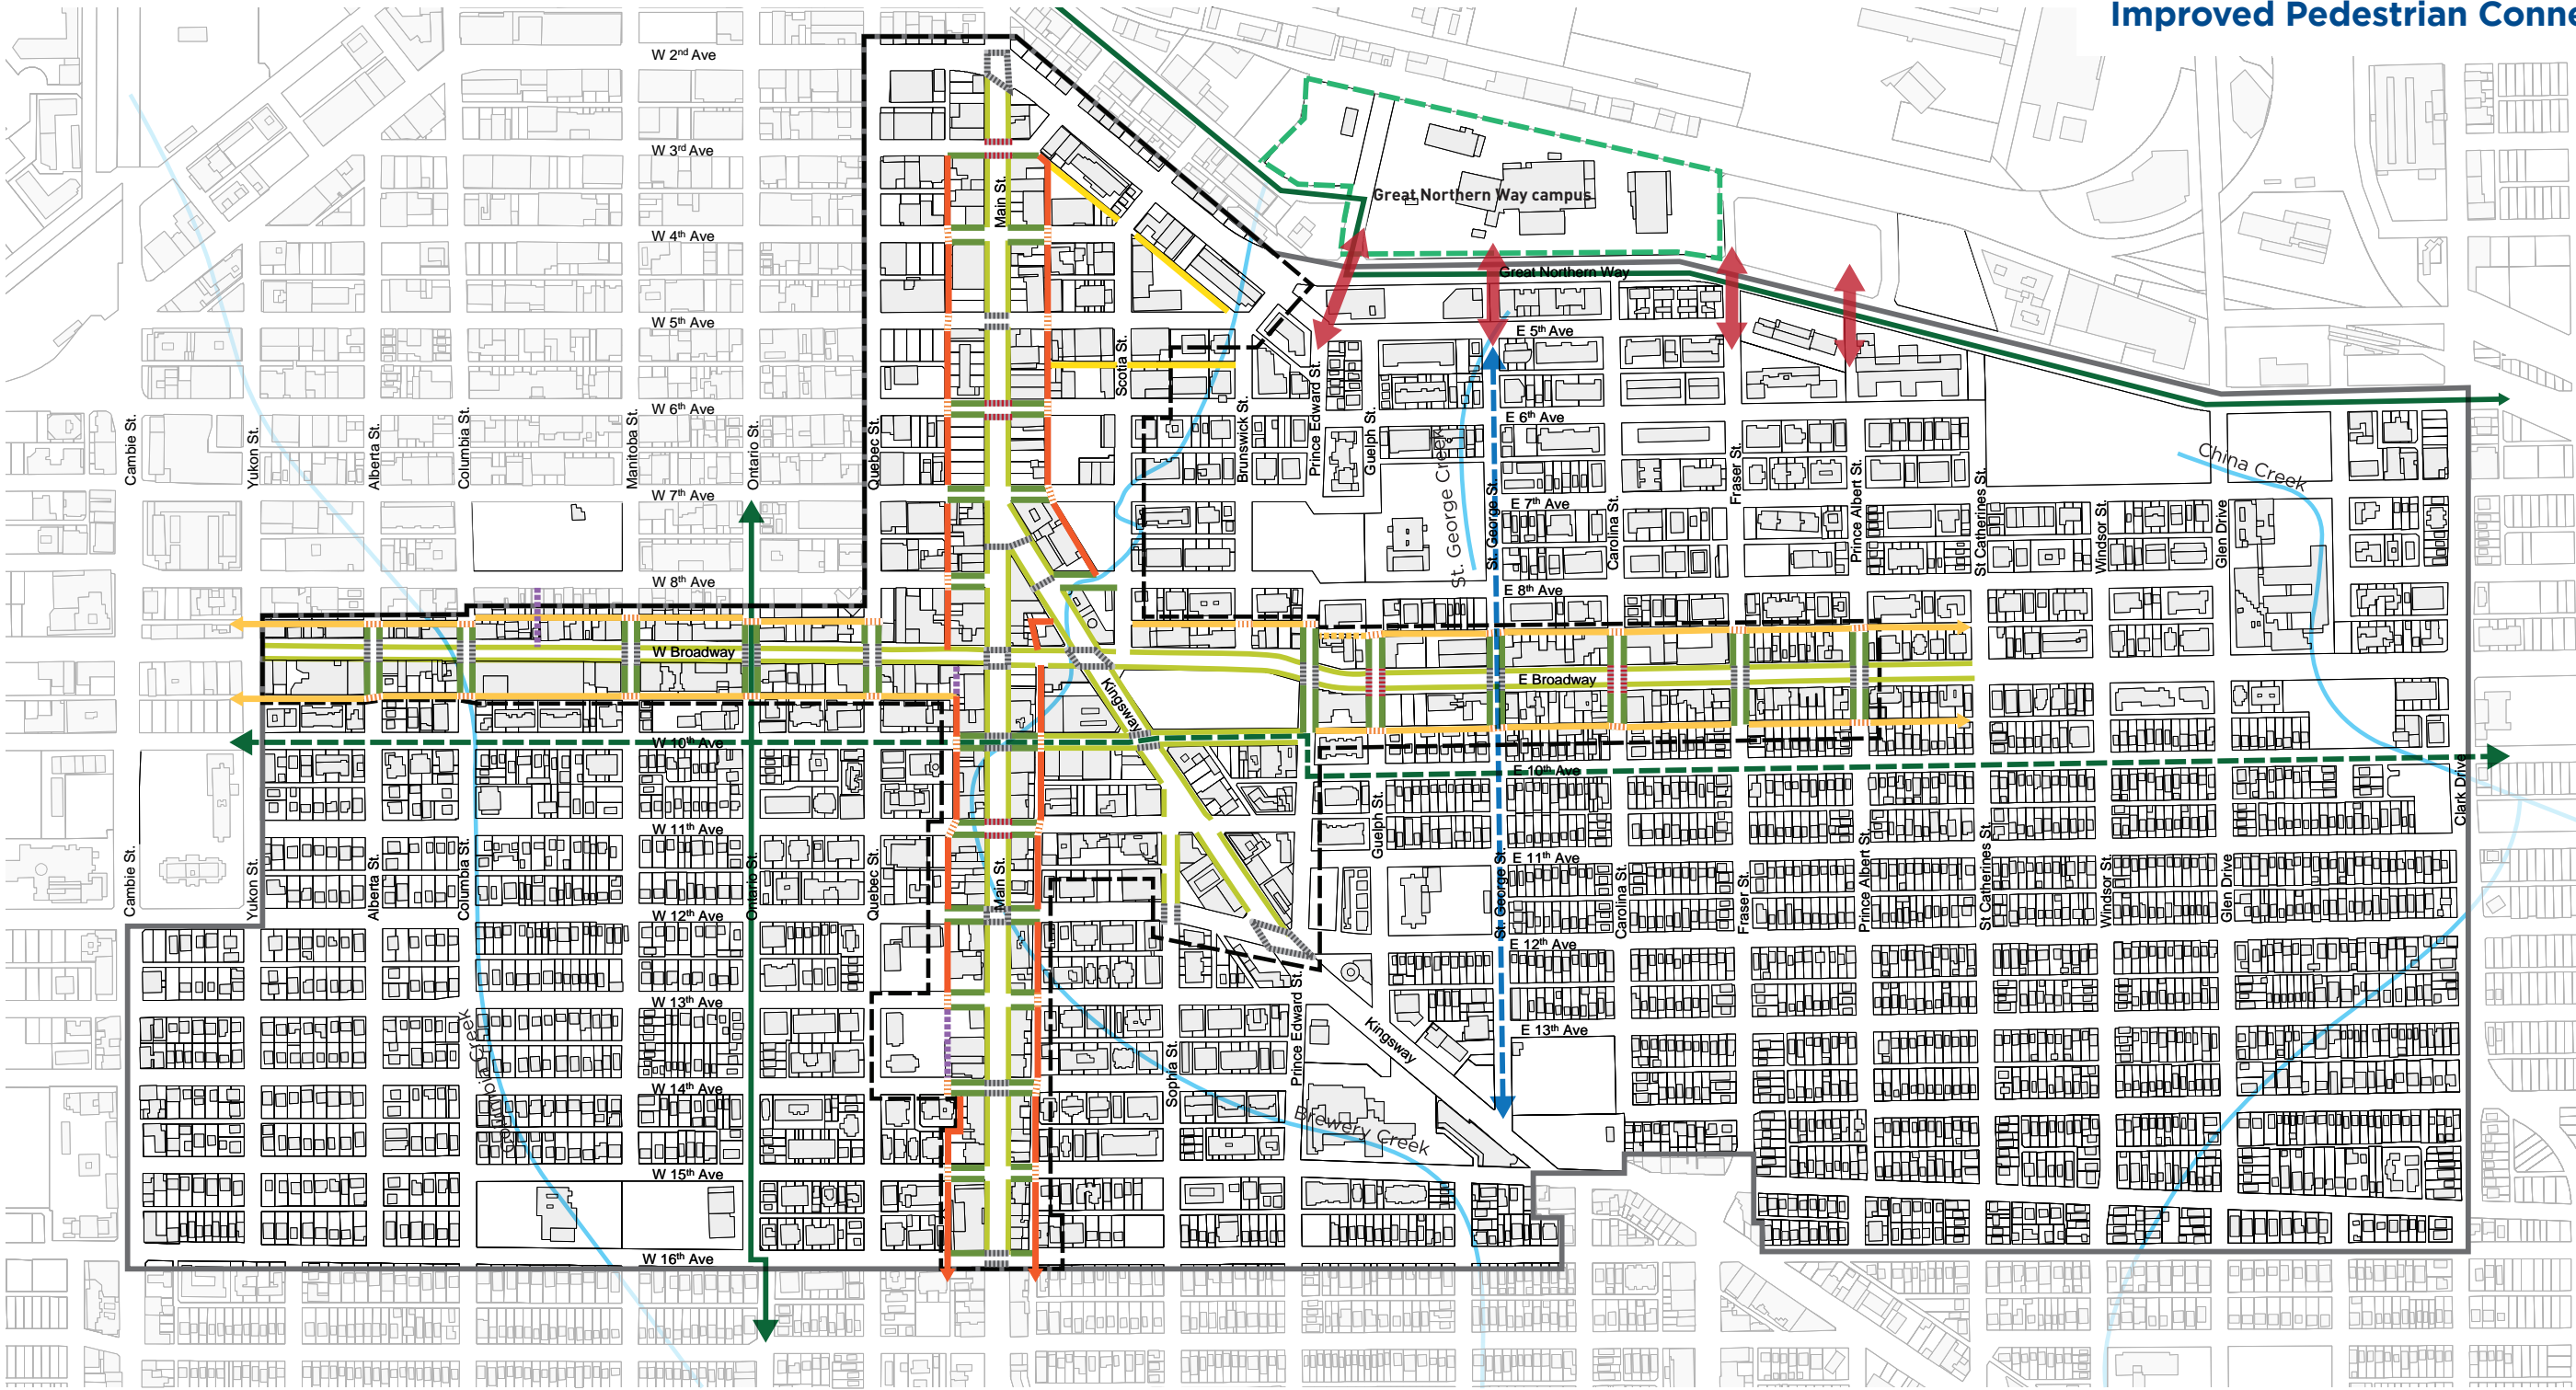 Improved Pedestrian Conne
W 2nd Ave
W 3rd Ave
Main St.
Great Northern Way campus
W 4th Ave
Great Northern Way
W 5th Ave
E 5th Ave
Scotia St.
W 6th Ave
E 6th Ave
Cambie St.
Yukon St.
Alberta St.
Columbia St.
Manitoba St.
Ontario St.
Quebec St.
Brunswick St.
Prince Edward St.
Guelph St.
St. George Creek
St. George St.
Carolina St.
Fraser St.
Prince Albert St.
St Catherines St.
Windsor St.
Glen Drive
China Creek
W 7th Ave
E 7th Ave
W 8th Ave
E 8th Ave
W Broadway
E Broadway
Kingsway
W 10th Ave
E 10th Ave
Clark Drive
W 11th Ave
E 11th Ave
Cambie St.
Yukon St.
Alberta St.
Columbia St.
Ontario St.
Quebec St.
Main St.
Guelph St.
St. George St.
Carolina St.
Fraser St.
Prince Albert St.
St Catherines St.
Windsor St.
Glen Drive
W 12th Ave
E 12th Ave
W 13th Ave
E 13th Ave
Columbia Creek
Sophia St.
Prince Edward St.
Kingsway
W 14th Ave
Brewery Creek
W 15th Ave
W 16th Ave